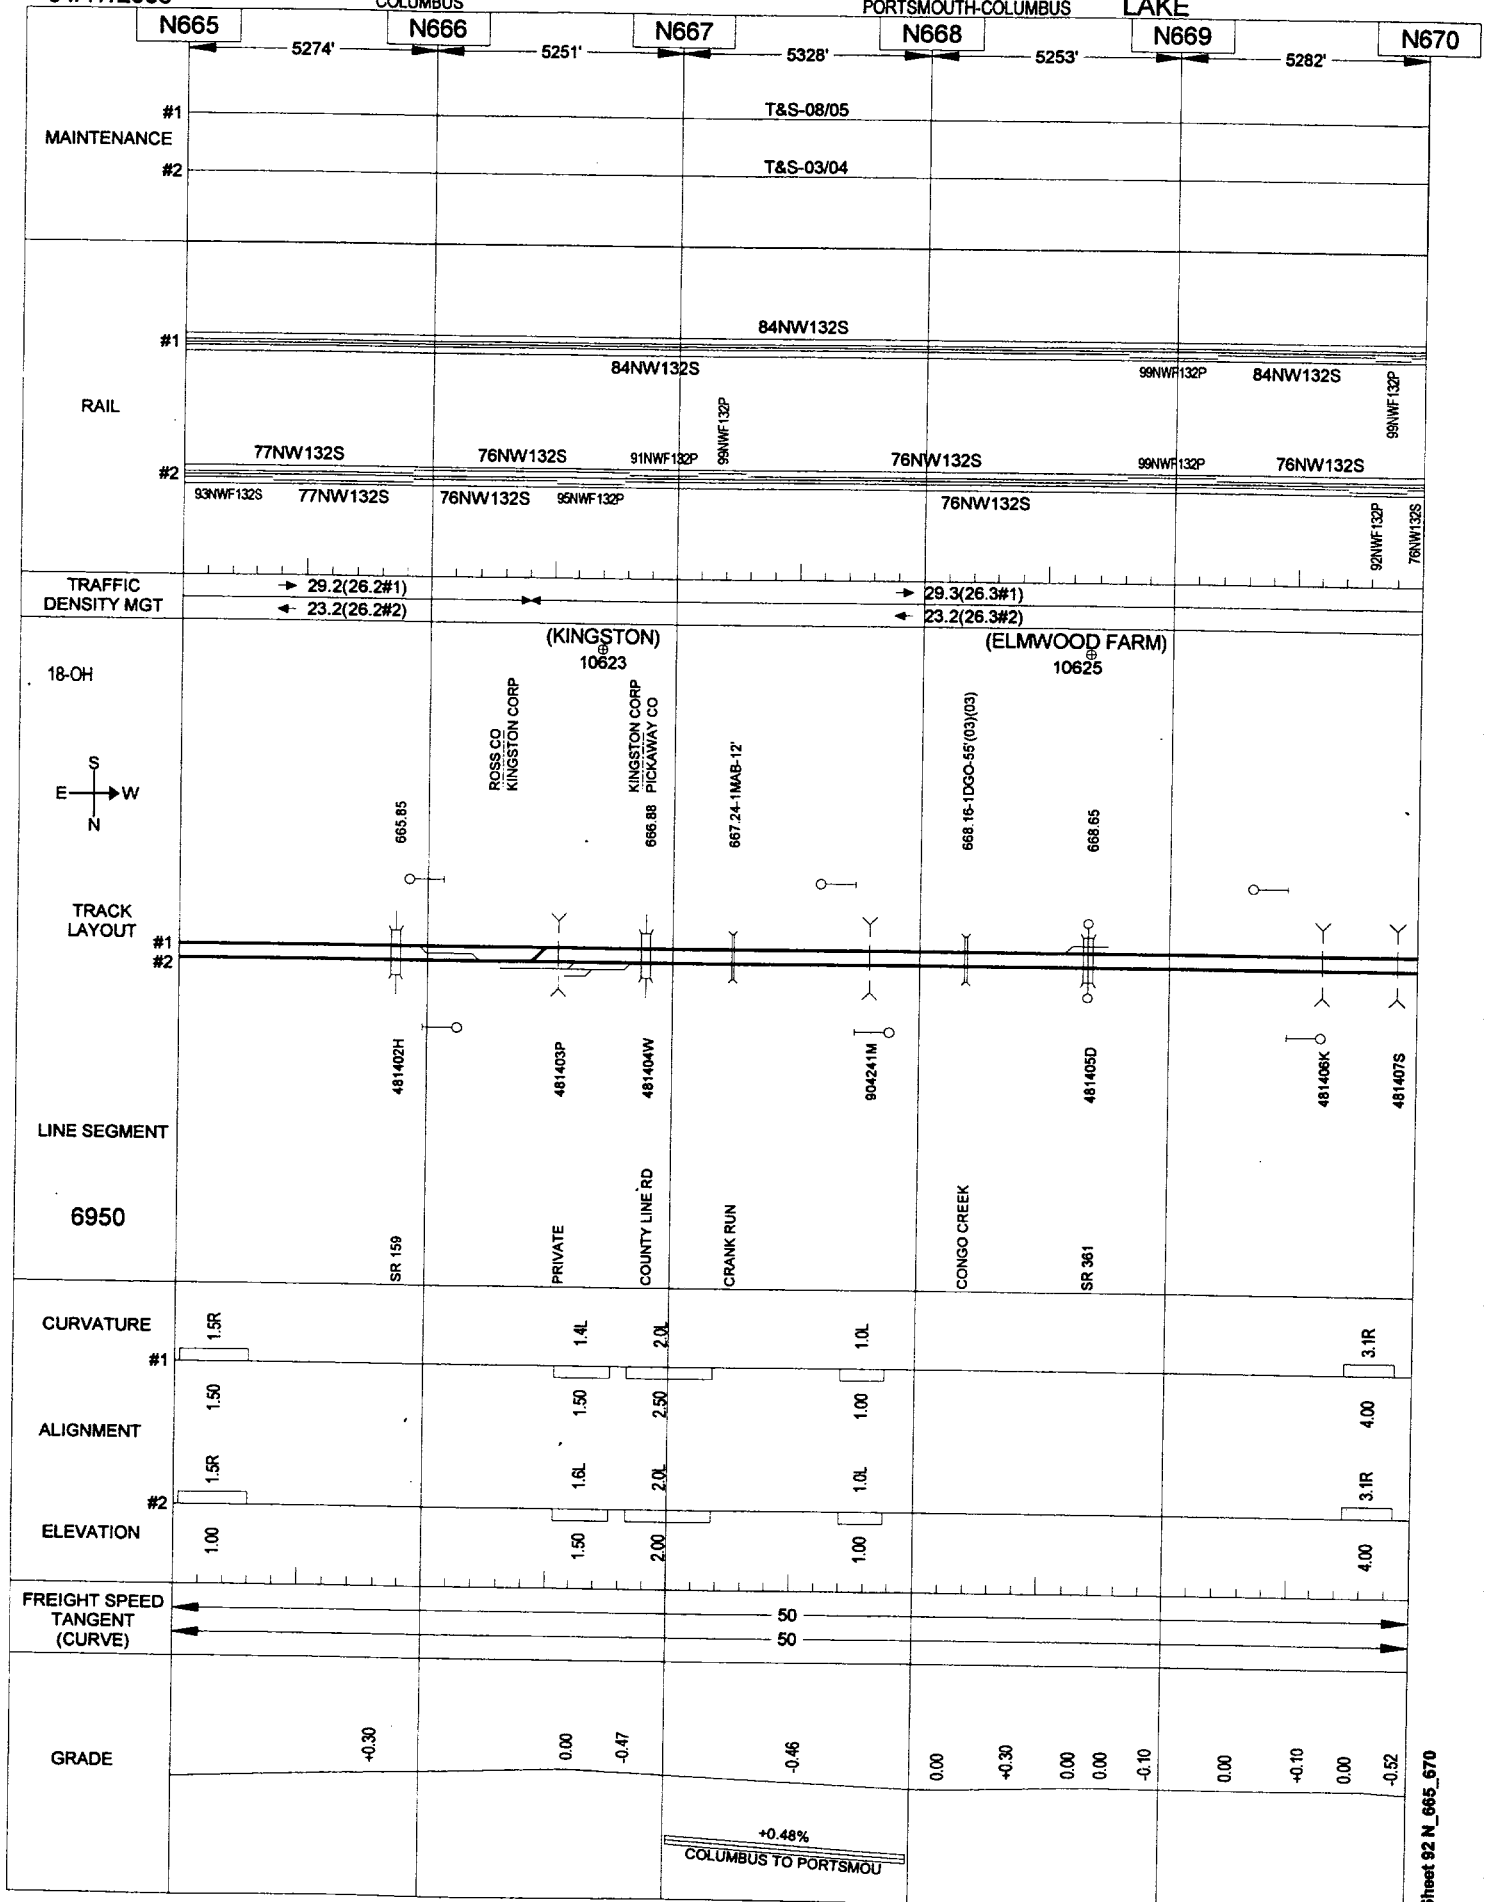 COLUMBUS
PORTSMOUTH-COLUMBUS
LAKE
N665
N666
N667
N668
N669
N670
5274'
5251'
5328'
5253'
5282'
#1
T&S-08/05
MAINTENANCE
#2
T&S-03/04
84NW132S
#1
84NW132S
99NWF132P
84NW132S
99NWF132P
RAIL
99NWF132P
77NW132S
76NW132S
91NWF132P
76NW132S
99NWF132P
76NW132S
#2
93NWF132S
77NW132S
76NW132S
95NWF132P
76NW132S
92NWF132P
76NW132S
TRAFFIC
DENSITY MGT
29.2(26.2#1)
29.3(26.3#1)
23.2(26.2#2)
23.2(26.3#2)
(KINGSTON)
10623
(ELMWOOD FARM)
10625
18-OH
ROSS CO
KINGSTON CORP
KINGSTON CORP
PICKAWAY CO
S
E
W
N
665.85
666.88
667.24-1MAB-12'
668.16-1DGO-55'(03)(03)
668.65
TRACK
LAYOUT
#1
#2
481402H
481403P
481404W
904241M
481405D
481406K
481407S
LINE SEGMENT
6950
SR 159
PRIVATE
COUNTY LINE RD
CRANK RUN
CONGO CREEK
SR 361
CURVATURE
#1
1.5R
1.4L
2.0L
1.0L
3.1R
1.50
1.50
2.50
1.00
4.00
ALIGNMENT
#2
1.5R
1.6L
2.0L
1.0L
3.1R
ELEVATION
1.00
1.50
2.00
1.00
4.00
FREIGHT SPEED
TANGENT
(CURVE)
50
50
GRADE
+0.30
0.00
-0.47
-0.46
0.00
+0.30
0.00
0.00
-0.10
0.00
+0.10
0.00
-0.52
+0.48%
COLUMBUS TO PORTSMOU
Sheet 92 N_665_670